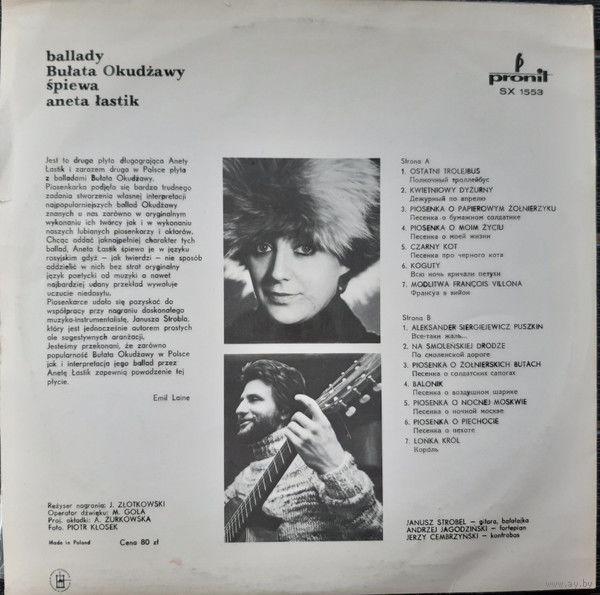 ballady
Bułata Okudżawy
śpiewa
aneta łastik
pronit
SX 1553
Jest to druga płyta długogrająca Anety
Łastik i zarazem druga w Polsce płyta
z balladami Bułata Okudżawy.
Piosenkarka podjęła się bardzo trudnego
zadania stworzenia własnej interpretacji
najpopularniejszych ballad Okudżawy
znanych u nas zarówno w oryginalnym
wykonaniu ich twórcy jak i w wykonaniu
naszych lubianych piosenkarzy i aktorów.
Chcąc oddać jaknajpełniej charakter tych
ballad, Aneta Łastik śpiewa je w języku
rosyjskim gdyż – jak twierdzi – nie sposób
oddzielić w nich bez strat oryginalny
język poetycki od muzyki a nawet
najbardziej udany przekład wywołuje
uczucie niedosytu.
Piosenkarce udało się pozyskać do
współpracy przy nagraniu doskonałego
muzyka-instrumentalistę, Janusza Strobla,
który jest jednocześnie autorem prostych
ale sugestywnych aranżacji,
Jesteśmy przekonani, że zarówno
popularność Bułata Okudżawy w Polsce
jak i interpretacja jego ballad przez
Anetę Łastik zapewnią powodzenie tej
płycie.
Emil Laine
Strona A
1. OSTATNI TROLEJBUS
Полночный троллейбус
2. KWIETNIOWY DYŻURNY
Дежурный по апрелю
3. PIOSENKA O PAPIEROWYM ŻOŁNIERZYKU
Песенка о бумажном солдатике
4. PIOSENKA O MOIM ŻYCIU
Песенка о моей жизни
5. CZARNY KOT
Песенка про черного кота
6. KOGUTY
Всю ночь кричали петухи
7. MODLITWA FRANÇOIS VILLONA
Франсуа в вийон
Strona B
1. ALEKSANDER SIERGIEJEWICZ PUSZKIN
Все-таки жаль...
2. NA SMOLEŃSKIEJ DRODZE
По смоленской дороге
3. PIOSENKA O ŻOŁNIERSKICH BUTACH
Песенка о солдатских сапогах
4. BALONIK
Песенка о воздушном шарике
5. PIOSENKA O NOCNEJ MOSKWIE
Песенка о ночной москве
6. PIOSENKA O PIECHOCIE
Песенка о пехоте
7. LONKA KRÓL
Король
Reżyser nagrania: J. ZŁOTKOWSKI
Operator dźwięku: M. GOLA
Proj. okładki: A. ŻURKOWSKA
Foto. PIOTR KŁOSEK
Made in Poland
Cena 80 zł
JANUSZ STROBEL – gitara, bałałajka
ANDRZEJ JAGODZIŃSKI – fortepian
JERZY CEMBRZYŃSKI – kontrabas
www.av.by